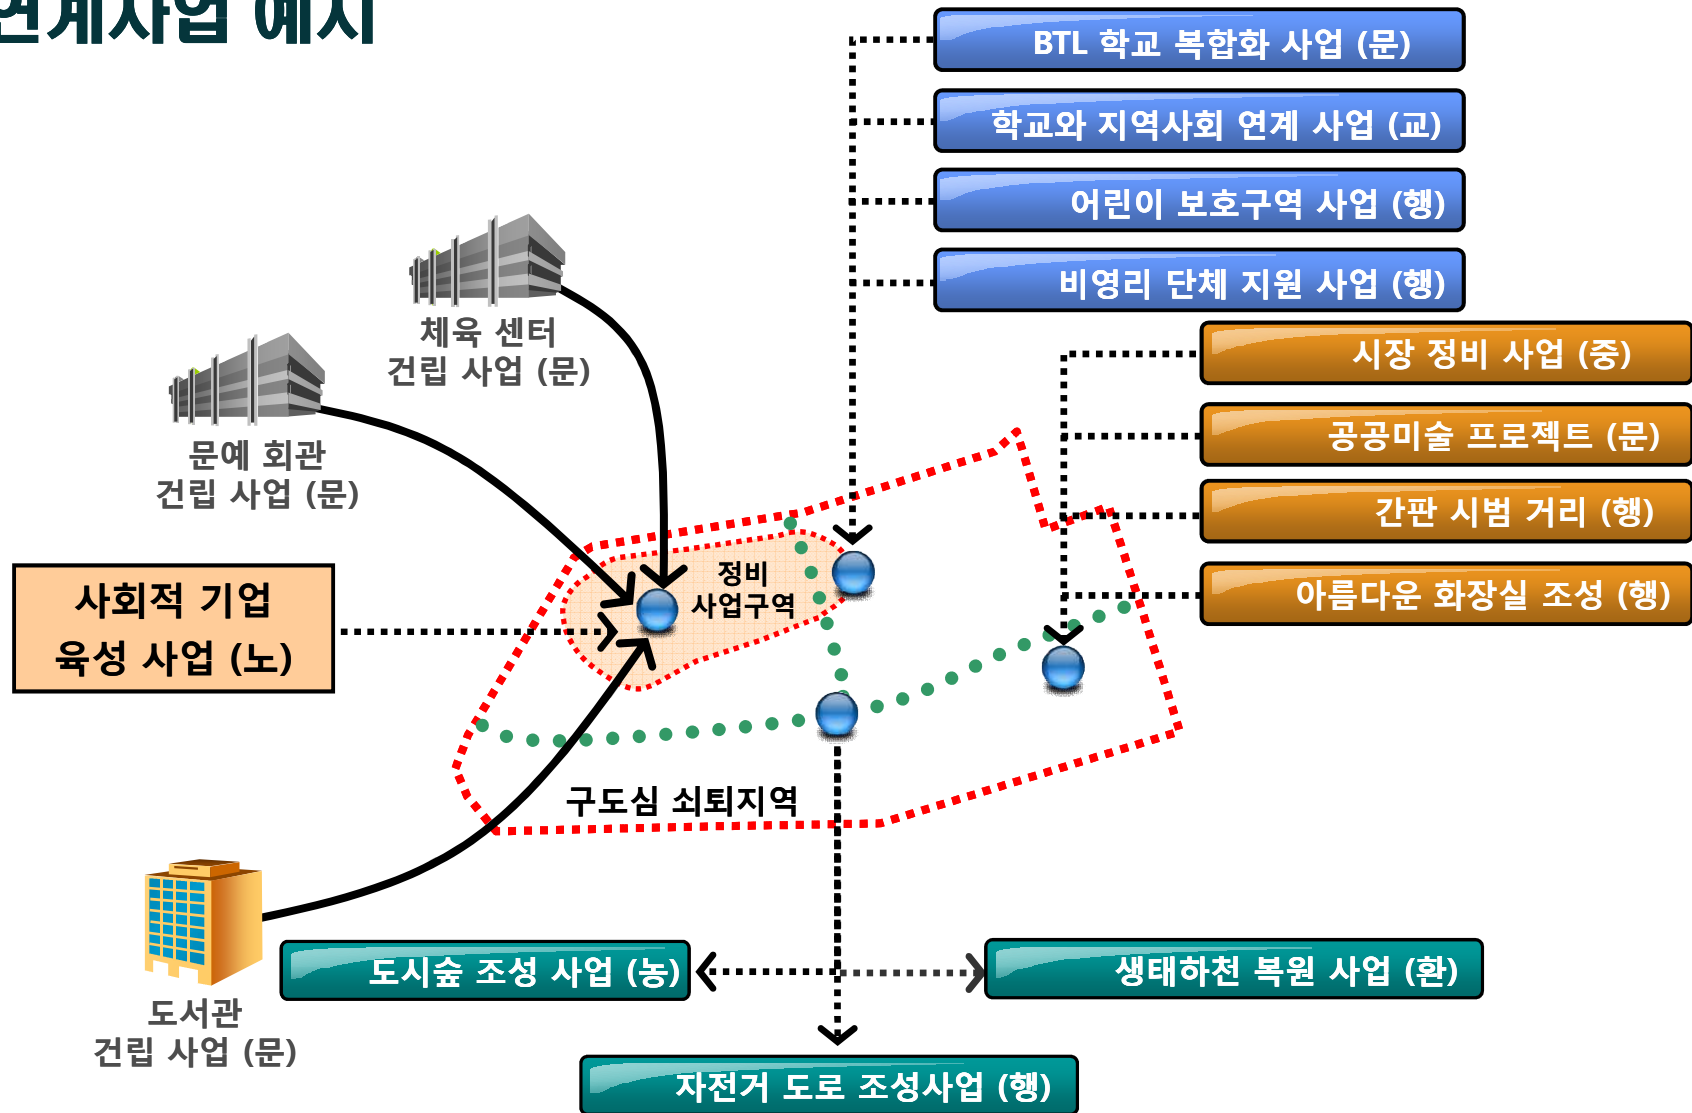 연계사업 예시
BTL 학교 복합화 사업 (문)
학교와 지역사회 연계 사업 (교)
어린이 보호구역 사업 (행)
비영리 단체 지원 사업 (행)
체육 센터
건립 사업 (문)
시장 정비 사업 (중)
공공미술 프로젝트 (문)
간판 시범 거리 (행)
아름다운 화장실 조성 (행)
문예 회관
건립 사업 (문)
사회적 기업
육성 사업 (노)
정비
사업구역
구도심 쇠퇴지역
도서관
건립 사업 (문)
도시숲 조성 사업 (농)
생태하천 복원 사업 (환)
자전거 도로 조성사업 (행)